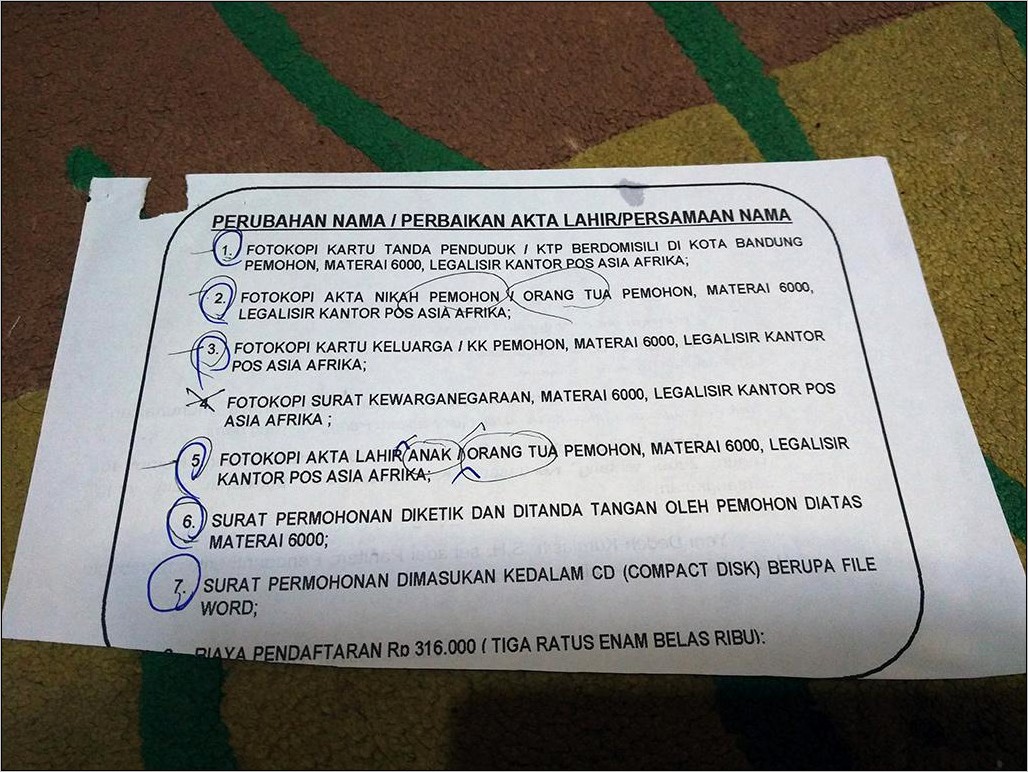 PERUBAHAN NAMA / PERBAIKAN AKTA LAHIR/PERSAMAAN NAMA
1. FOTOKOPI KARTU TANDA PENDUDUK / KTP BERDOMISILI DI KOTA BANDUNG
PEMOHON, MATERAI 6000, LEGALISIR KANTOR POS ASIA AFRIKA;
2. FOTOKOPI AKTA NIKAH PEMOHON / ORANG TUA PEMOHON, MATERAI 6000,
LEGALISIR KANTOR POS ASIA AFRIKA;
3. FOTOKOPI KARTU KELUARGA / KK PEMOHON, MATERAI 6000, LEGALISIR KANTOR
POS ASIA AFRIKA;
4. FOTOKOPI SURAT KEWARGANEGARAAN, MATERAI 6000, LEGALISIR KANTOR POS
ASIA AFRIKA ;
5 FOTOKOPI AKTA LAHIR/ANAK / ORANG TUA PEMOHON, MATERAI 6000, LEGALISIR
KANTOR POS ASIA AFRIKA;
6. SURAT PERMOHONAN DIKETIK DAN DITANDA TANGAN OLEH PEMOHON DIATAS
MATERAI 6000;
7. SURAT PERMOHONAN DIMASUKAN KEDALAM CD (COMPACT DISK) BERUPA FILE
WORD;
BIAYA PENDAFTARAN Rp 316.000 ( TIGA RATUS ENAM BELAS RIBU);